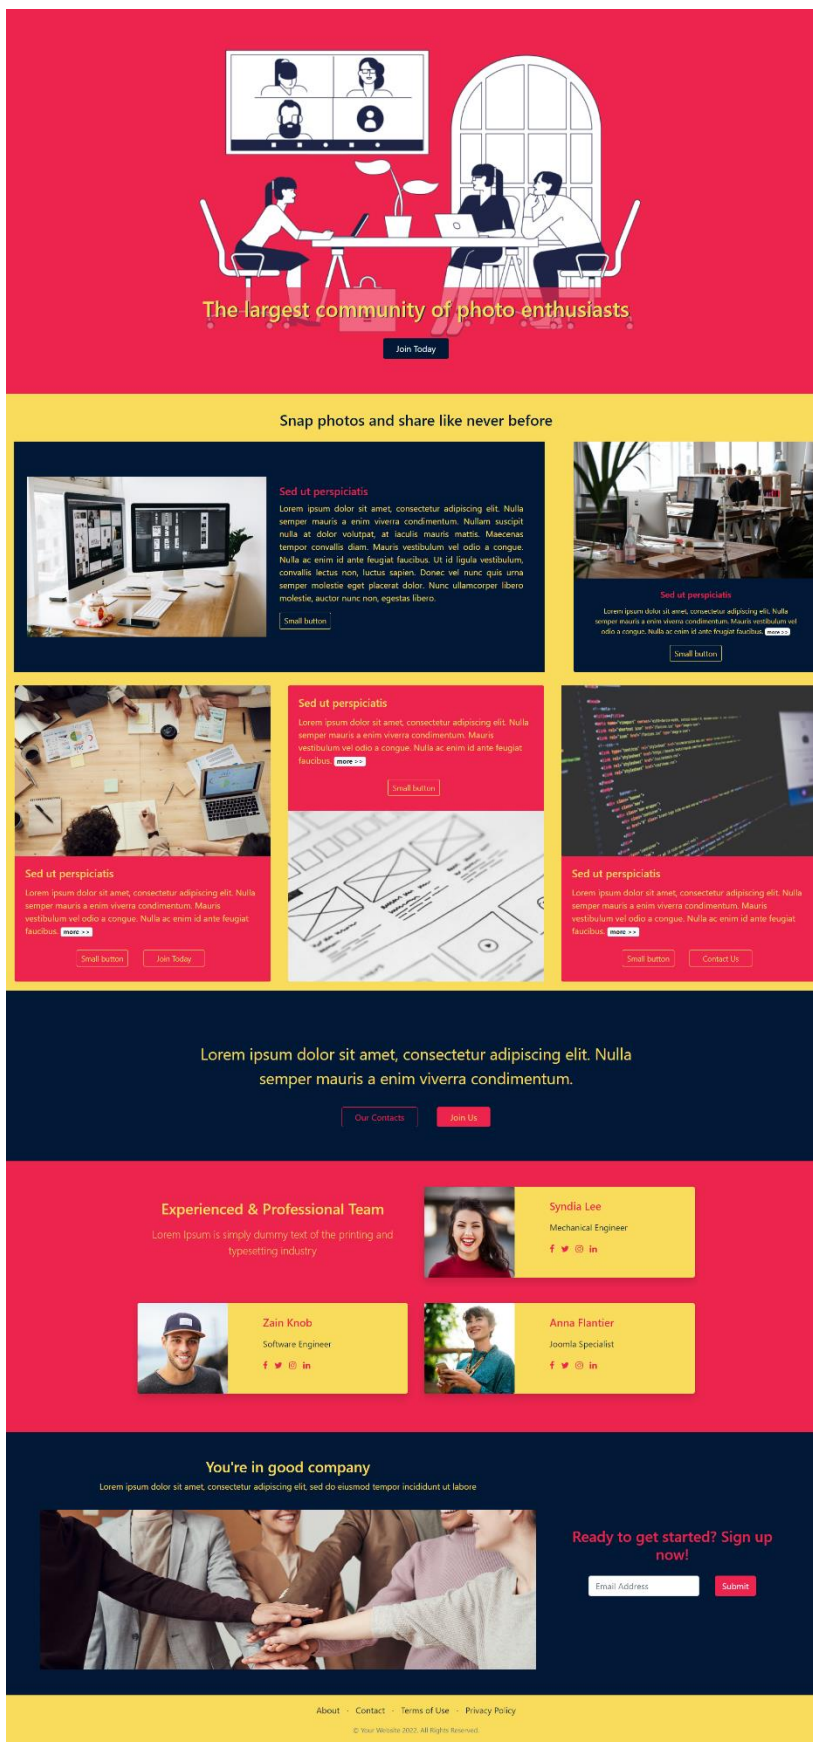 The largest community of photo enthusiasts
Join Today
Snap photos and share like never before
Sed ut perspiciatis
Lorem ipsum dolor sit amet, consectetur adipiscing elit. Nulla
semper mauris a enim viverra condimentum. Nullam suscipit
nulla at dolor volutpat, at iaculis mauris mattis. Maecenas
tempor convallis diam. Mauris vestibulum vel odio a congue.
Nulla ac enim id ante feugiat faucibus. Ut id ligula vestibulum,
convallis lectus non, luctus sapien. Donec vel nunc quis urna
semper molestie eget placerat dolor. Nunc ullamcorper libero
molestie, auctor nunc non, egestas libero.
Small button
Sed ut perspiciatis
Lorem ipsum dolor sit amet, consectetur adipiscing elit. Nulla
semper mauris a enim viverra condimentum. Mauris vestibulum vel
odio a congue. Nulla ac enim id ante feugiat faucibus. more >>
Small button
Sed ut perspiciatis
Lorem ipsum dolor sit amet, consectetur adipiscing elit. Nulla
semper mauris a enim viverra condimentum. Mauris
vestibulum vel odio a congue. Nulla ac enim id ante feugiat
faucibus. more >>
Small button Join Today
Sed ut perspiciatis
Lorem ipsum dolor sit amet, consectetur adipiscing elit. Nulla
semper mauris a enim viverra condimentum. Mauris
vestibulum vel odio a congue. Nulla ac enim id ante feugiat
faucibus. more >>
Small button
Sed ut perspiciatis
Lorem ipsum dolor sit amet, consectetur adipiscing elit. Nulla
semper mauris a enim viverra condimentum. Mauris
vestibulum vel odio a congue. Nulla ac enim id ante feugiat
faucibus. more >>
Small button Contact Us
Lorem ipsum dolor sit amet, consectetur adipiscing elit. Nulla
semper mauris a enim viverra condimentum.
Our Contacts Join Us
Experienced & Professional Team
Lorem Ipsum is simply dummy text of the printing and
typesetting industry
Syndia Lee
Mechanical Engineer
Zain Knob
Software Engineer
Anna Flantier
Joomla Specialist
You're in good company
Lorem ipsum dolor sit amet, consectetur adipiscing elit, sed do eiusmod tempor incididunt ut labore
Ready to get started? Sign up
now!
Email Address Submit
About · Contact · Terms of Use · Privacy Policy
© Your Website 2022. All Rights Reserved.